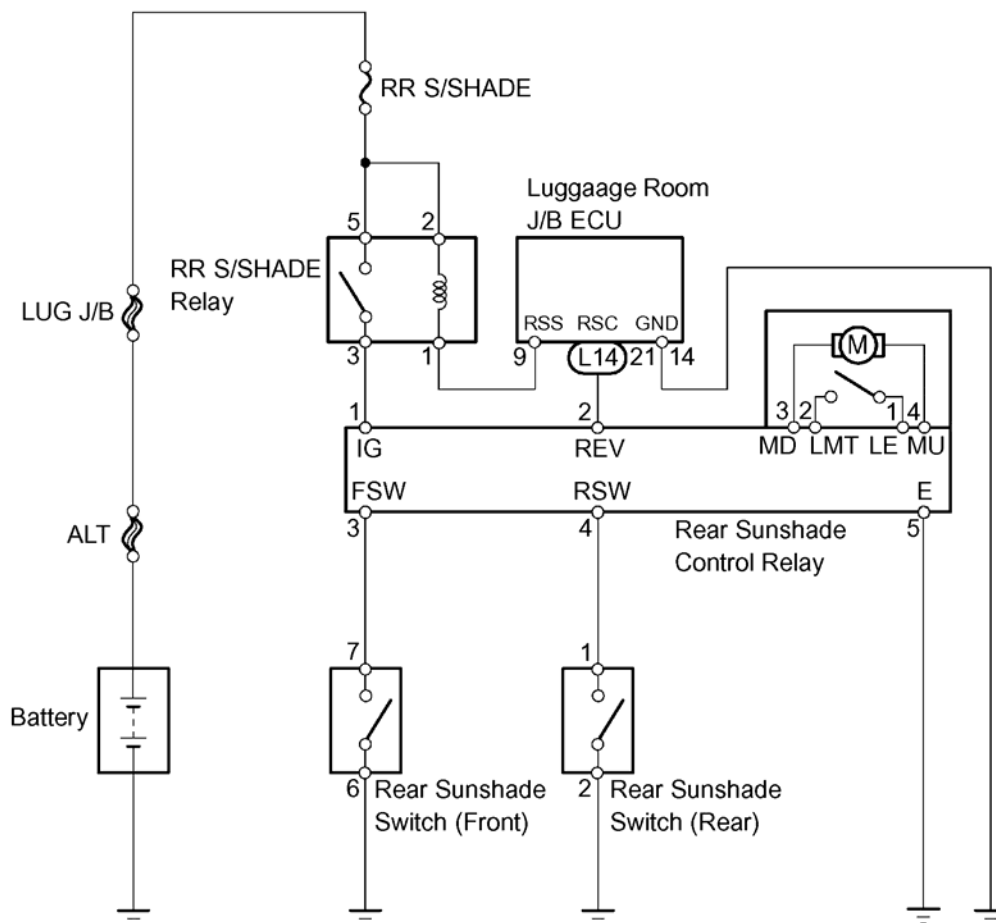 RR S/SHADE
5 2
Luggaage Room
J/B ECU
RR S/SHADE
Relay
LUG J/B
RSS RSC GND
3 1 9 L14 21 14
M
1 2 3 2 1 4
IG REV MD LMT LE MU
FSW RSW E
3 4 5
Rear Sunshade
Control Relay
ALT
7 1
Battery
6 Rear Sunshade
Switch (Front)
2 Rear Sunshade
Switch (Rear)